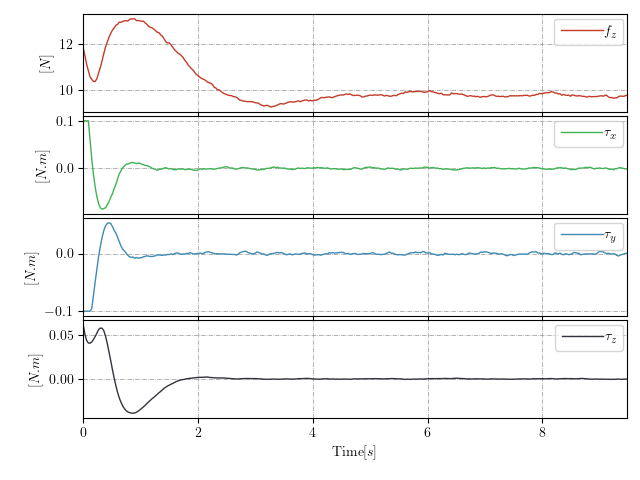 f_z
12
[N]
10
τ_x
0.1
[N.m]
0.0
τ_y
0.0
[N.m]
−0.1
τ_z
0.05
[N.m]
0.00
0 2 4 6 8
Time[s]